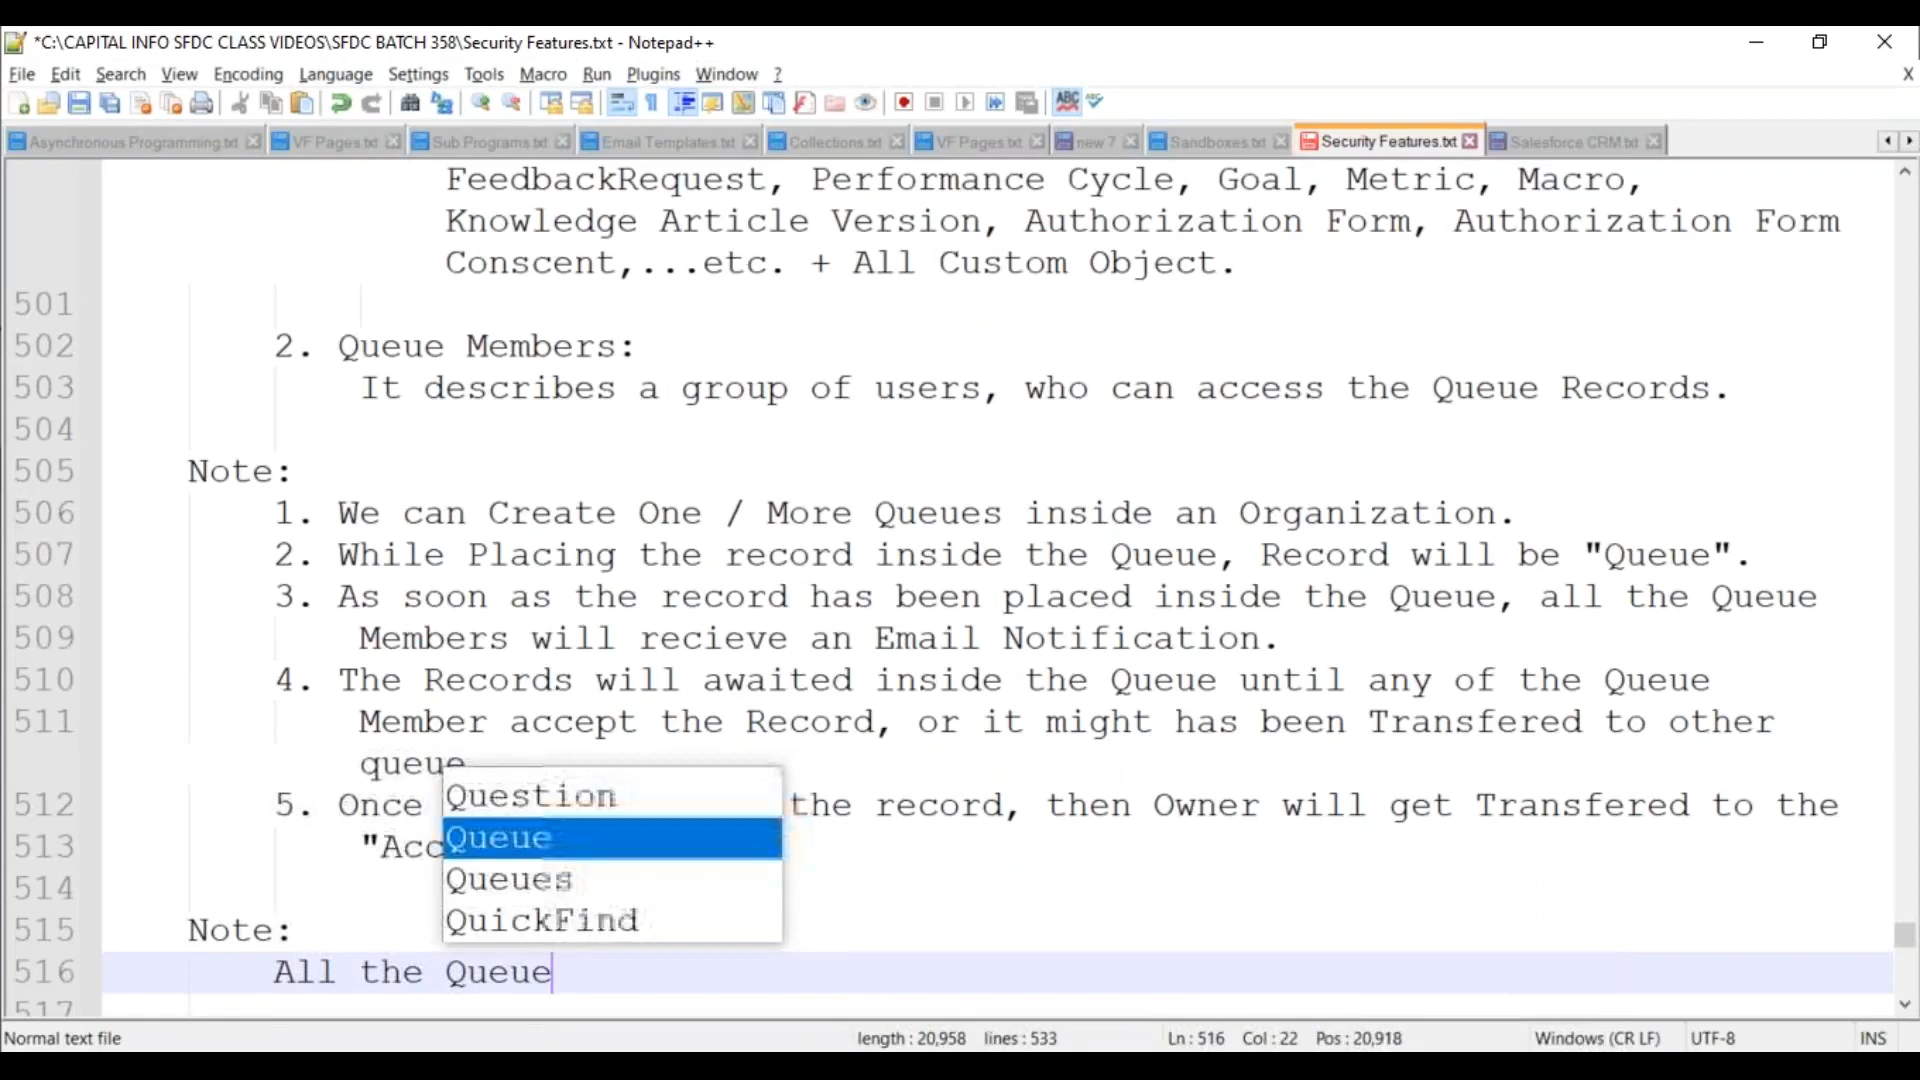 *C:\CAPITAL INFO SFDC CLASS VIDEOS\SFDC BATCH 358\Security Features.txt - Notepad++
File Edit Search View Encoding Language Settings Tools Macro Run Plugins Window ? X
Asynchronous Programming.txt VF Pages.txt Sub Programs.txt Email Templates.txt Collections.txt VF Pages.txt new 7 Sandboxes.txt Security Features.txt Salesforce CRM.txt
FeedbackRequest, Performance Cycle, Goal, Metric, Macro,
Knowledge Article Version, Authorization Form, Authorization Form
Conscent,...etc. + All Custom Object.
501
502 2. Queue Members:
503 It describes a group of users, who can access the Queue Records.
504
505 Note:
506 1. We can Create One / More Queues inside an Organization.
507 2. While Placing the record inside the Queue, Record will be "Queue".
508 3. As soon as the record has been placed inside the Queue, all the Queue
509 Members will recieve an Email Notification.
510 4. The Records will awaited inside the Queue until any of the Queue
511 Member accept the Record, or it might has been Transfered to other
queue
512 5. Once the record, then Owner will get Transfered to the
513 "Acc
514
515 Note:
516 All the Queue
517
Question
Queue
Queues
QuickFind
Normal text file length : 20,958 lines : 533 Ln : 516 Col : 22 Pos : 20,918 Windows (CR LF) UTF-8 INS